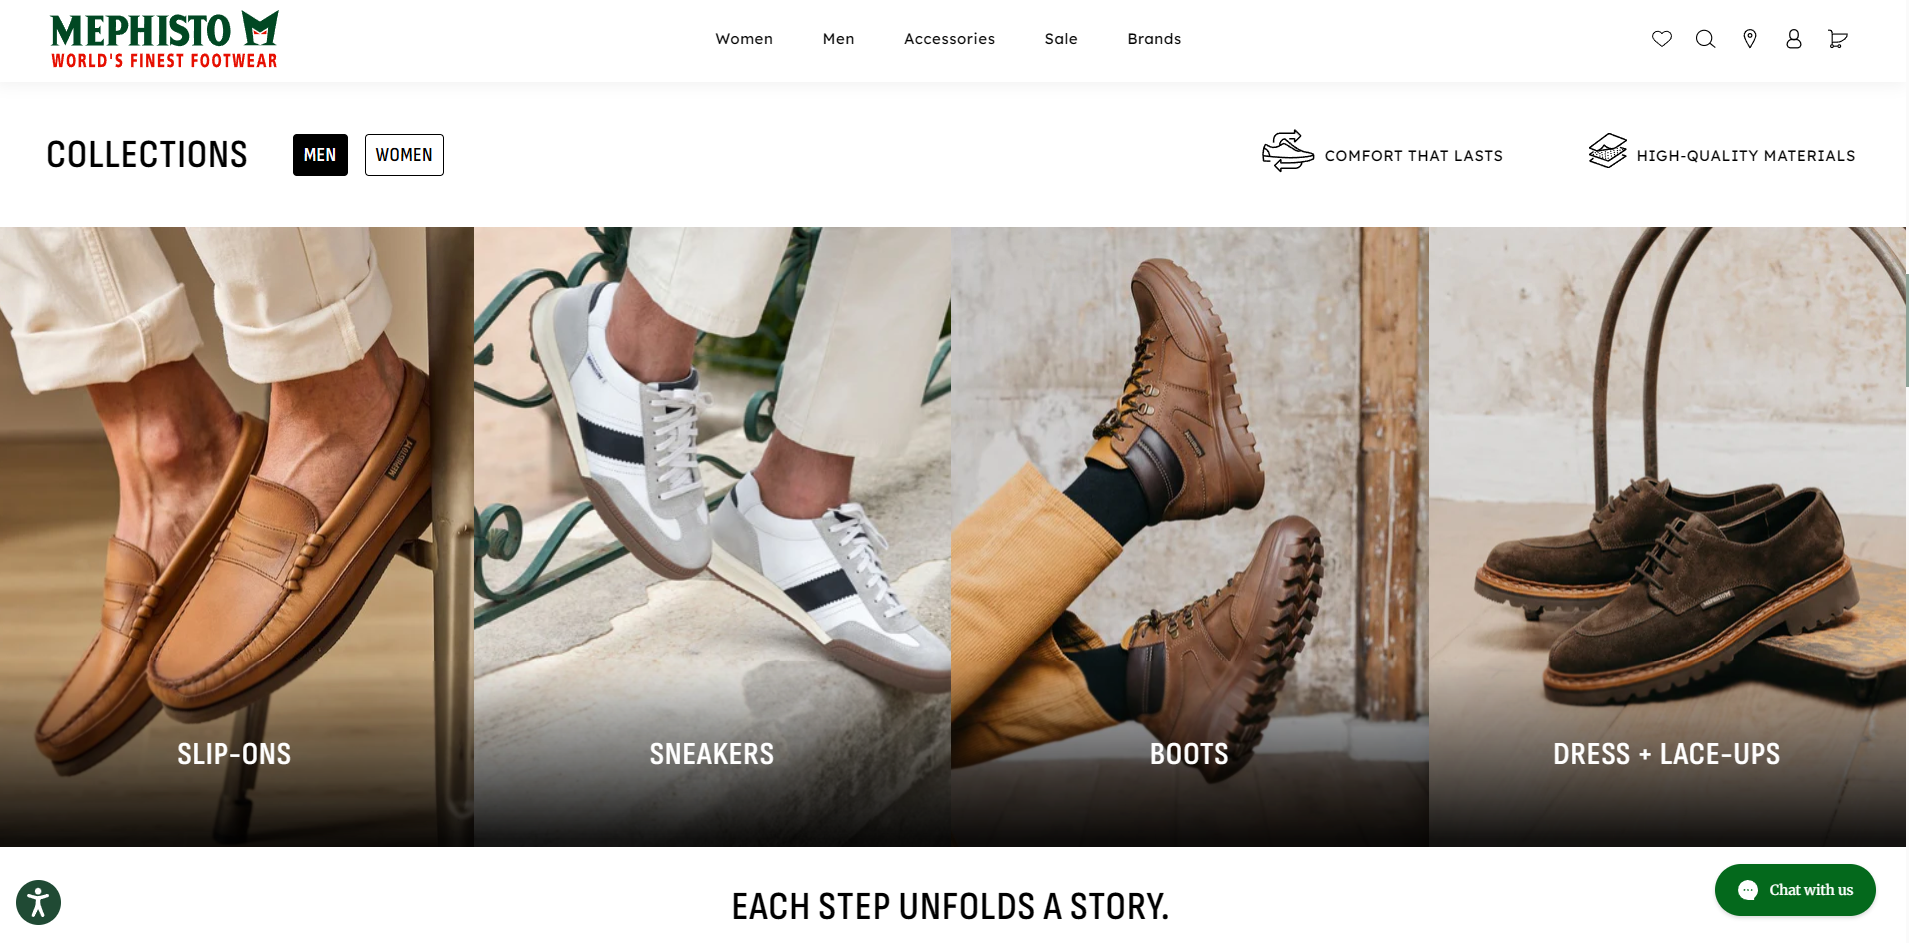 MEPHISTO
WORLD'S FINEST FOOTWEAR
Women
Men
Accessories
Sale
Brands
COLLECTIONS
MEN
WOMEN
COMFORT THAT LASTS
HIGH-QUALITY MATERIALS
SLIP-ONS
SNEAKERS
BOOTS
DRESS + LACE-UPS
EACH STEP UNFOLDS A STORY.
Chat with us